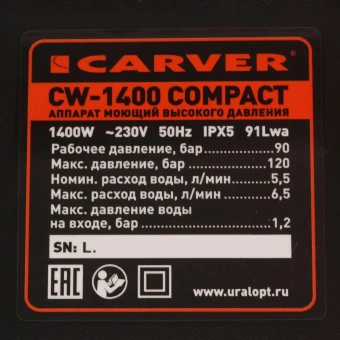 CARVER
CW-1400 COMPACT
АППАРАТ МОЮЩИЙ ВЫСОКОГО ДАВЛЕНИЯ
1400W ~230V 50Hz IPX5 91Lwa
Рабочее давление, бар 90
Макс. давление, бар 120
Номин. расход воды, л/мин 5,5
Макс. расход воды, л/мин 6,5
Макс. давление воды
на входе, бар 1,2
SN: L.
EAC
www.uralopt.ru